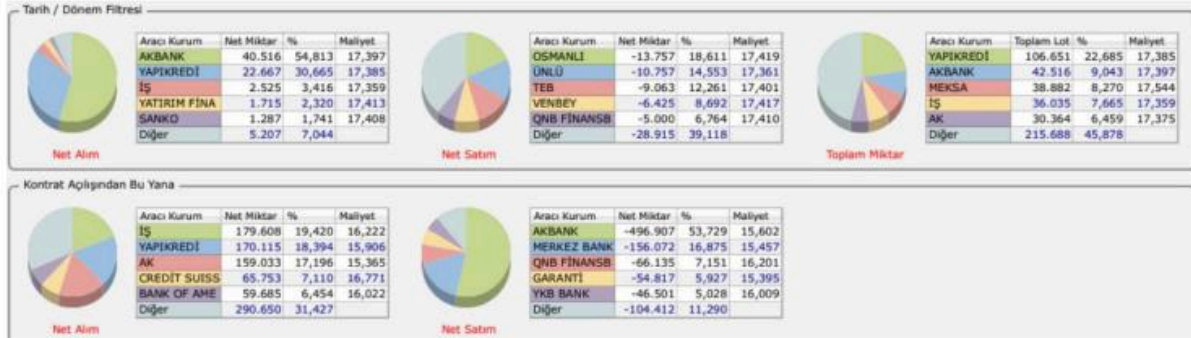 Tarih / Dönem Filtresi
Aracı Kurum Net Miktar % Maliyet
AKBANK 40.516 54,813 17,397
YAPIKREDİ 22.667 30,665 17,385
İŞ 2.525 3,416 17,359
YATIRIM FİNA 1.715 2,320 17,413
SANKO 1.287 1,741 17,408
Diğer 5.207 7,044
Net Alım
Aracı Kurum Net Miktar % Maliyet
OSMANLI -13.757 18,611 17,419
ÜNLÜ -10.757 14,553 17,361
TEB -9.063 12,261 17,401
VENBEY -6.425 8,692 17,417
QNB FİNANSB -5.000 6,764 17,410
Diğer -28.915 39,118
Net Satım
Aracı Kurum Toplam Lot % Maliyet
YAPIKREDİ 106.651 22,685 17,385
AKBANK 42.516 9,043 17,397
MEKSA 38.882 8,270 17,544
İŞ 36.035 7,665 17,359
AK 30.364 6,459 17,375
Diğer 215.688 45,878
Toplam Miktar
Kontrat Açılışından Bu Yana
Aracı Kurum Net Miktar % Maliyet
İŞ 179.608 19,420 16,222
YAPIKREDİ 170.115 18,394 15,906
AK 159.033 17,196 15,365
CREDİT SUISS 65.753 7,110 16,771
BANK OF AME 59.685 6,454 16,022
Diğer 290.650 31,427
Net Alım
Aracı Kurum Net Miktar % Maliyet
AKBANK -496.907 53,729 15,602
MERKEZ BANK -156.072 16,875 15,457
QNB FİNANSB -66.135 7,151 16,201
GARANTİ -54.817 5,927 15,395
YKB BANK -46.501 5,028 16,009
Diğer -104.412 11,290
Net Satım